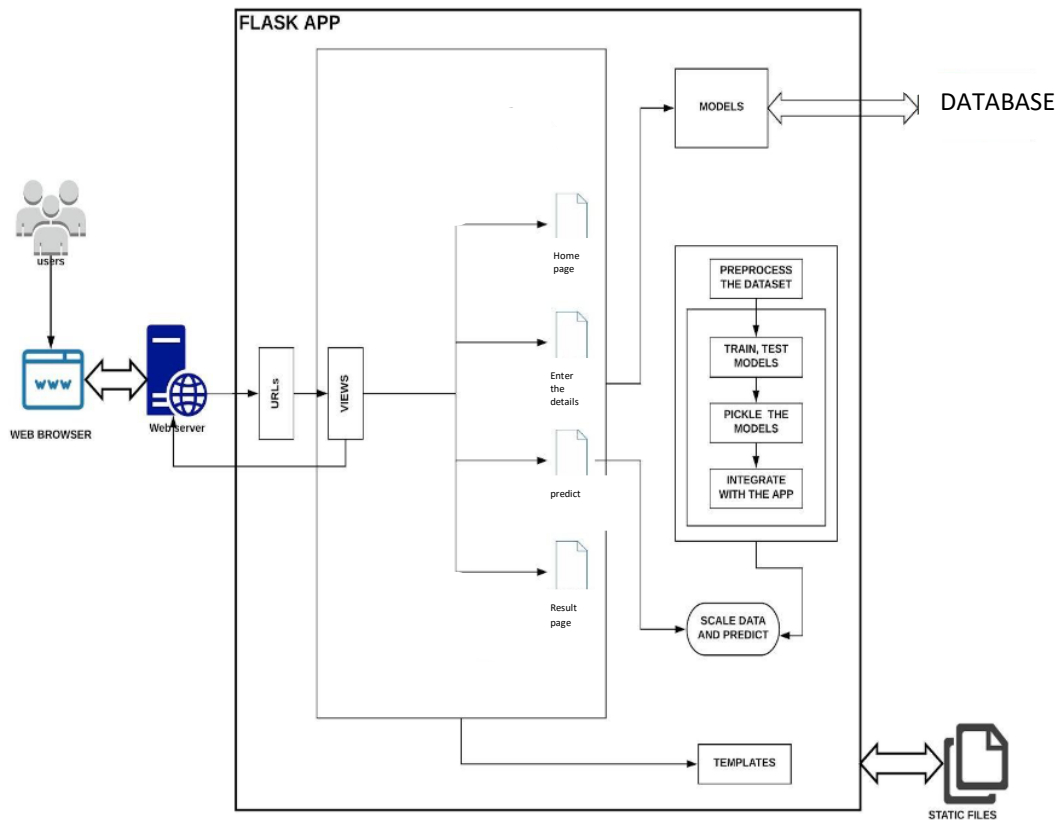 FLASK APP
MODELS
DATABASE
users
Home
page
PREPROCESS
THE DATASET
Enter
the
details
TRAIN, TEST
MODELS
www
WEB BROWSER
Web server
URLs
VIEWS
PICKLE THE
MODELS
predict
INTEGRATE
WITH THE APP
Result
page
SCALE DATA
AND PREDICT
TEMPLATES
STATIC FILES